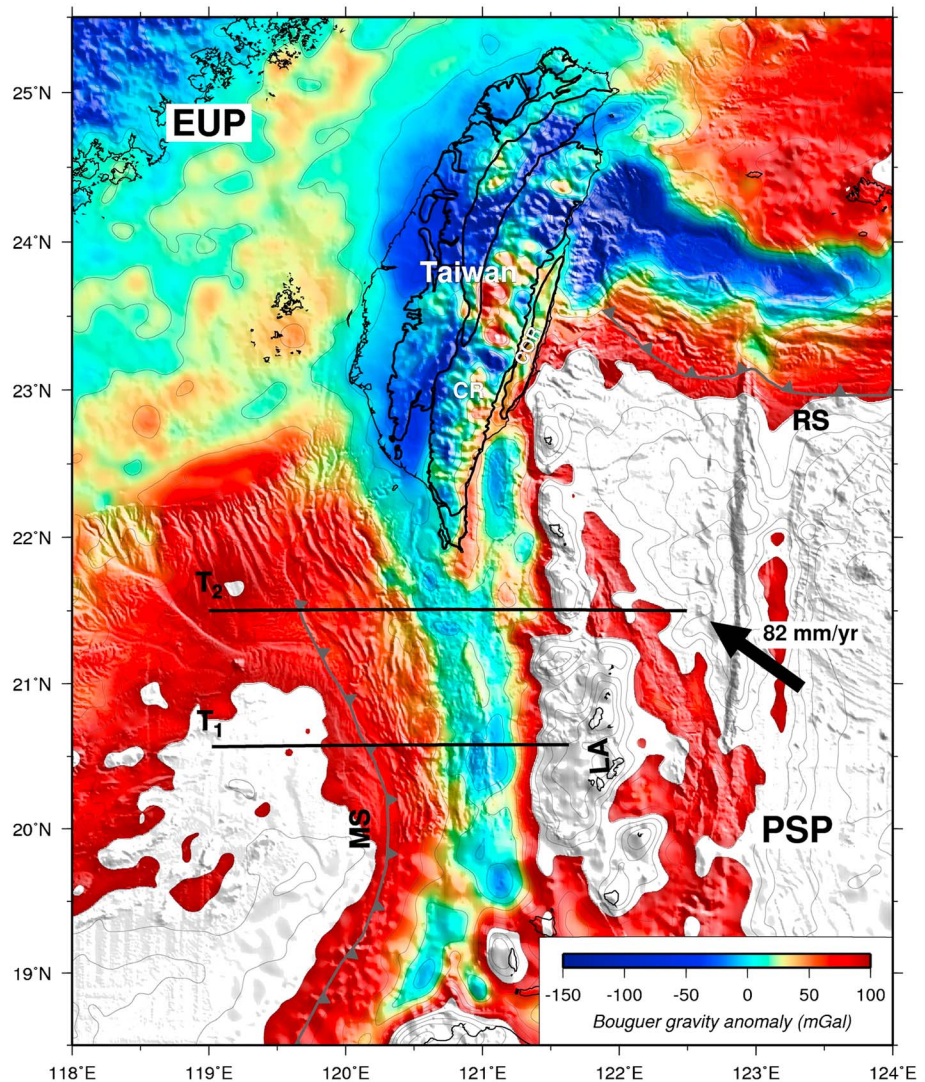 25°N
24°N
23°N
22°N
21°N
20°N
19°N
EUP
Taiwan
COR
CR
RS
T2
82 mm/yr
T1
LA
MS
PSP
-150 -100 -50 0 50 100
Bouguer gravity anomaly (mGal)
118°E 119°E 120°E 121°E 122°E 123°E 124°E